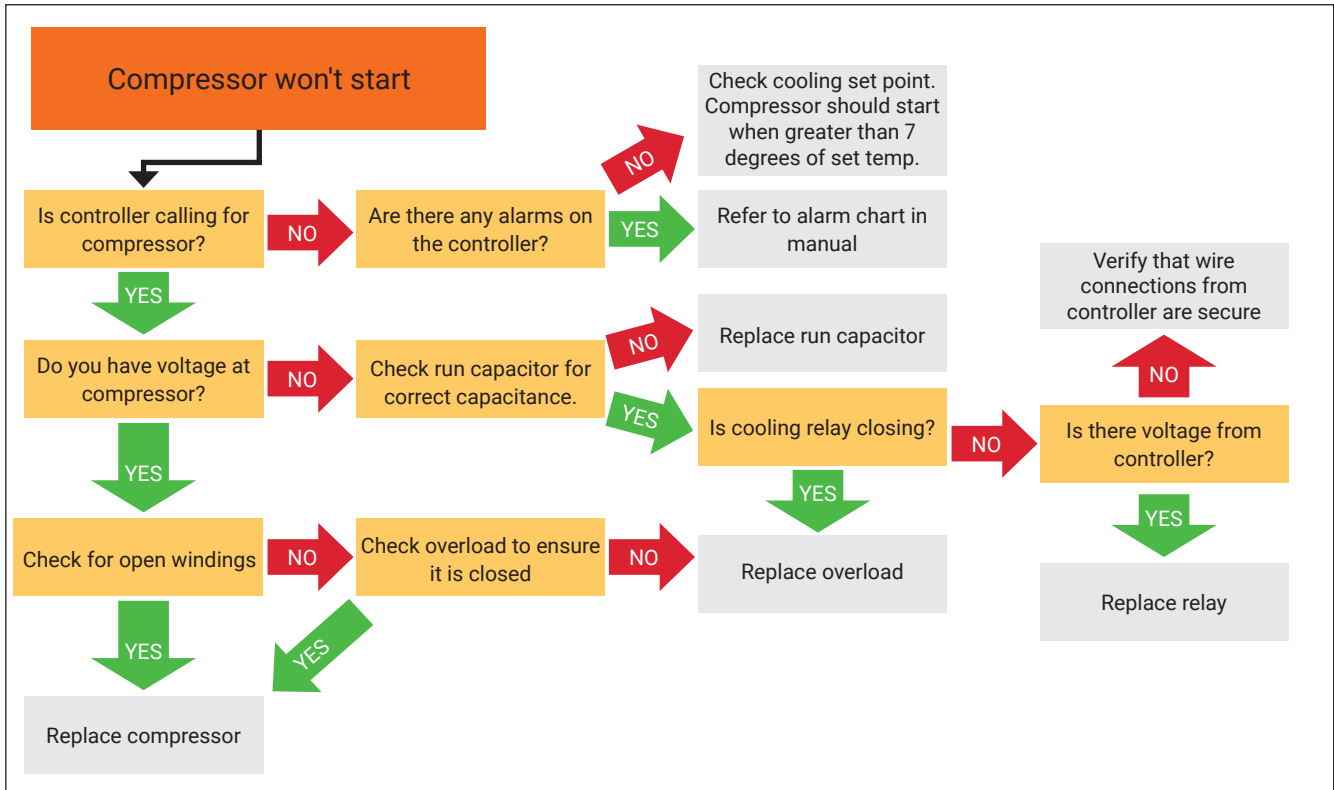 Compressor won't start
Check cooling set point.
Compressor should start
when greater than 7
degrees of set temp.
NO
Is controller calling for
compressor?
NO
Are there any alarms on
the controller?
YES
Refer to alarm chart in
manual
YES
Verify that wire
connections from
controller are secure
Do you have voltage at
compressor?
NO
Check run capacitor for
correct capacitance.
NO
Replace run capacitor
YES
Is cooling relay closing?
NO
Is there voltage from
controller?
NO
YES
YES
YES
Check for open windings
NO
Check overload to ensure
it is closed
NO
Replace overload
Replace relay
YES
YES
Replace compressor